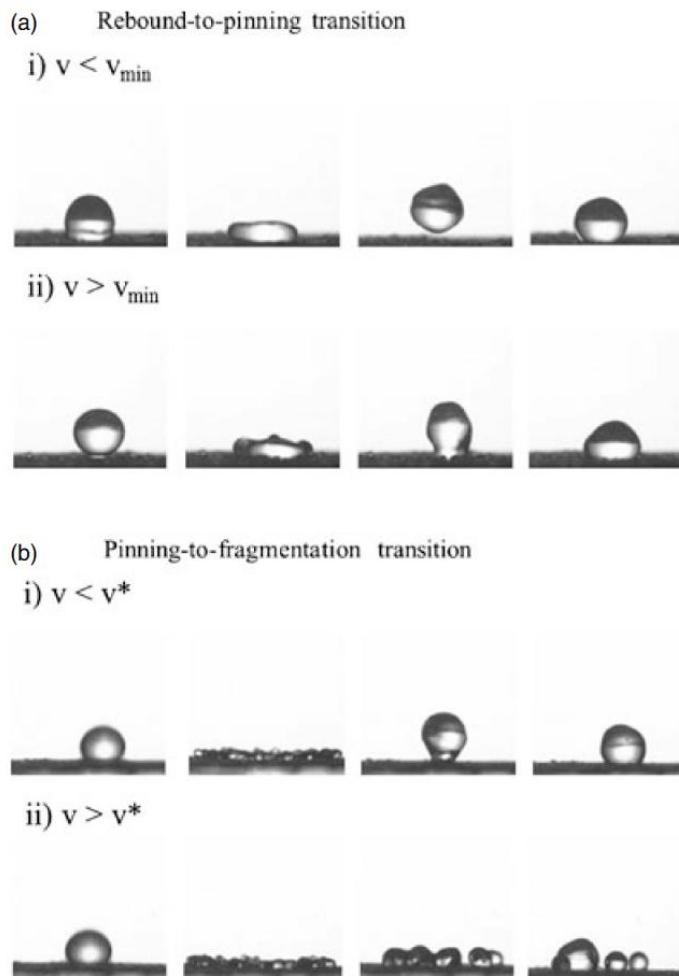 (a) Rebound-to-pinning transition
i) v < vmin
ii) v > vmin
(b) Pinning-to-fragmentation transition
i) v < v*
ii) v > v*